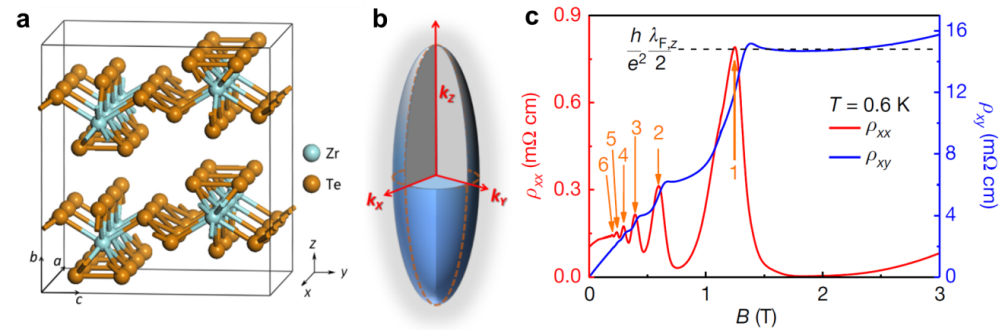 a
Zr
Te
b
a
c
z
y
x
b
k_Z
k_X
k_Y
c
0.9
0.6
0.3
0.0
ρ_xx (mΩ cm)
h/e² λ_F,z/2
6
5
4
3
2
1
T = 0.6 K
ρ_xx
ρ_xy
16
12
8
4
0
ρ_xy (mΩ cm)
0
1
2
3
B (T)